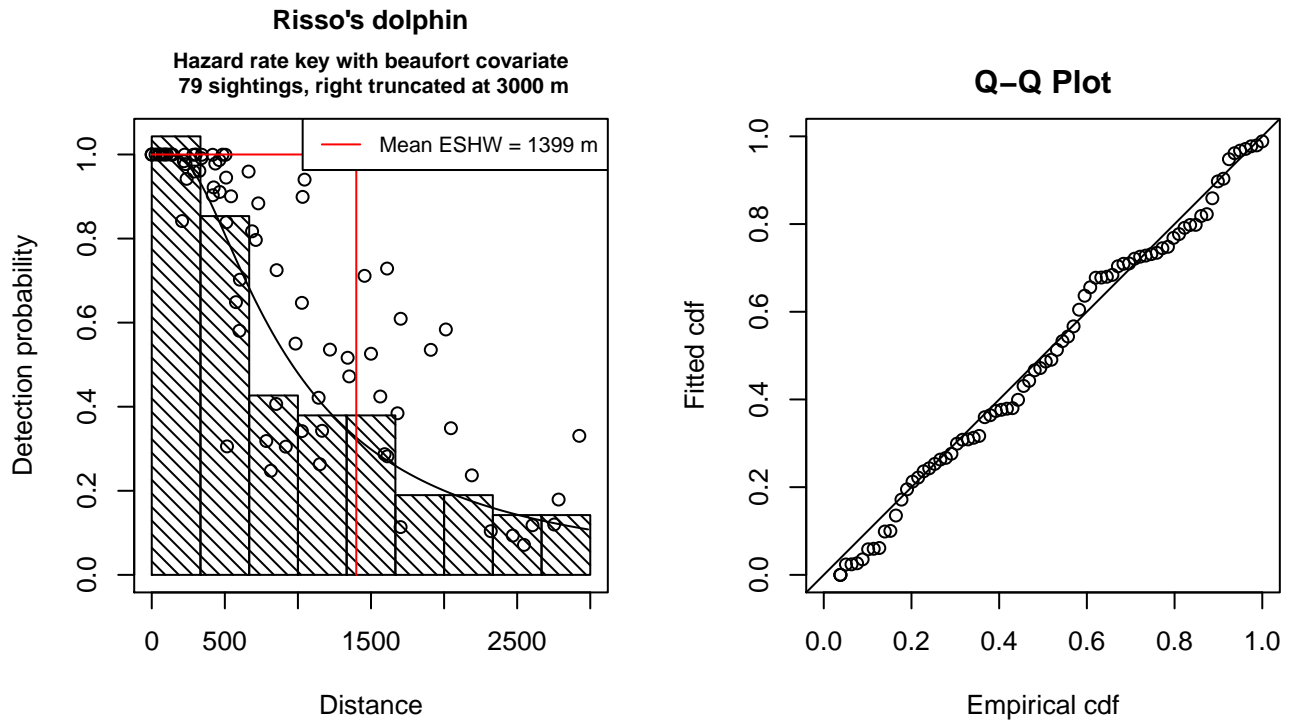 Risso's dolphin
Hazard rate key with beaufort covariate
79 sightings, right truncated at 3000 m
Mean ESHW = 1399 m
Detection probability
0.0 0.2 0.4 0.6 0.8 1.0
0 500 1500 2500
Distance
Q−Q Plot
Fitted cdf
0.0 0.2 0.4 0.6 0.8 1.0
0.0 0.2 0.4 0.6 0.8 1.0
Empirical cdf